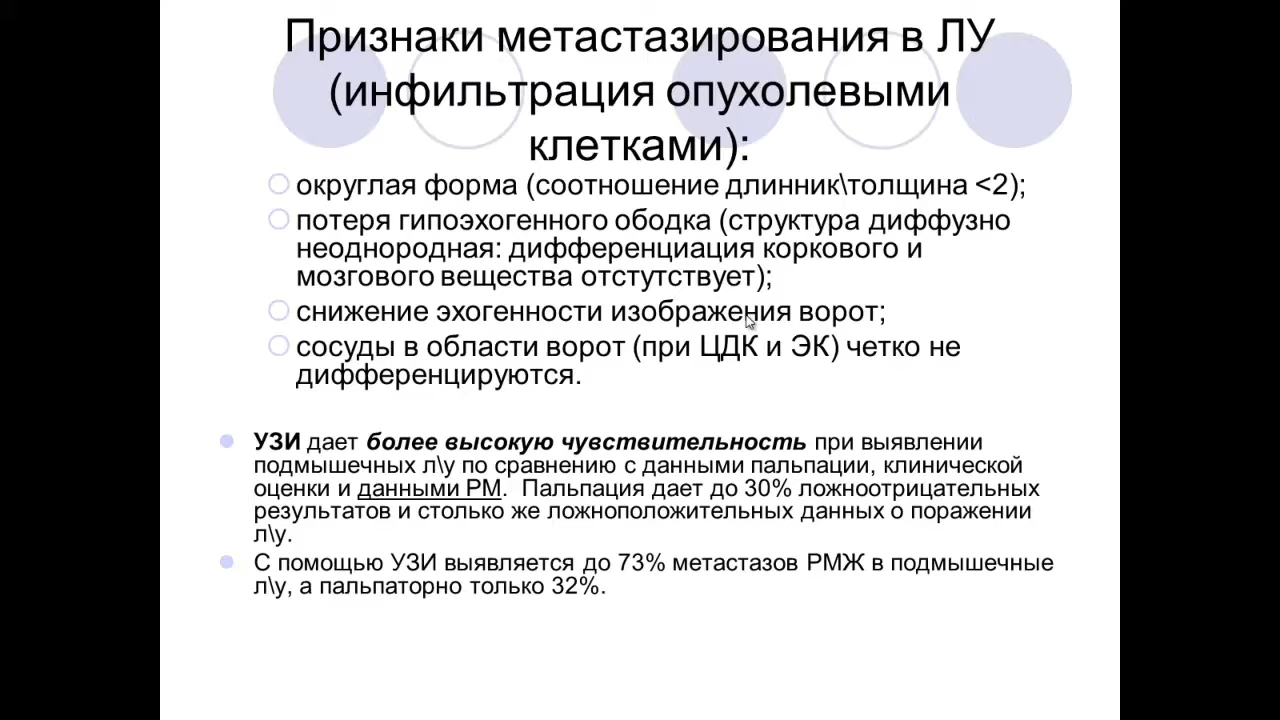 Признаки метастазирования в ЛУ
(инфильтрация опухолевыми
клетками):
округлая форма (соотношение длинник\толщина <2);
потеря гипоэхогенного ободка (структура диффузно
неоднородная: дифференциация коркового и
мозгового вещества отстутствует);
снижение эхогенности изображения ворот;
сосуды в области ворот (при ЦДК и ЭК) четко не
дифференцируются.
УЗИ дает более высокую чувствительность при выявлении
подмышечных л\у по сравнению с данными пальпации, клинической
оценки и данными РМ. Пальпация дает до 30% ложноотрицательных
результатов и столько же ложноположительных данных о поражении
л\у.
С помощью УЗИ выявляется до 73% метастазов РМЖ в подмышечные
л\у, а пальпаторно только 32%.